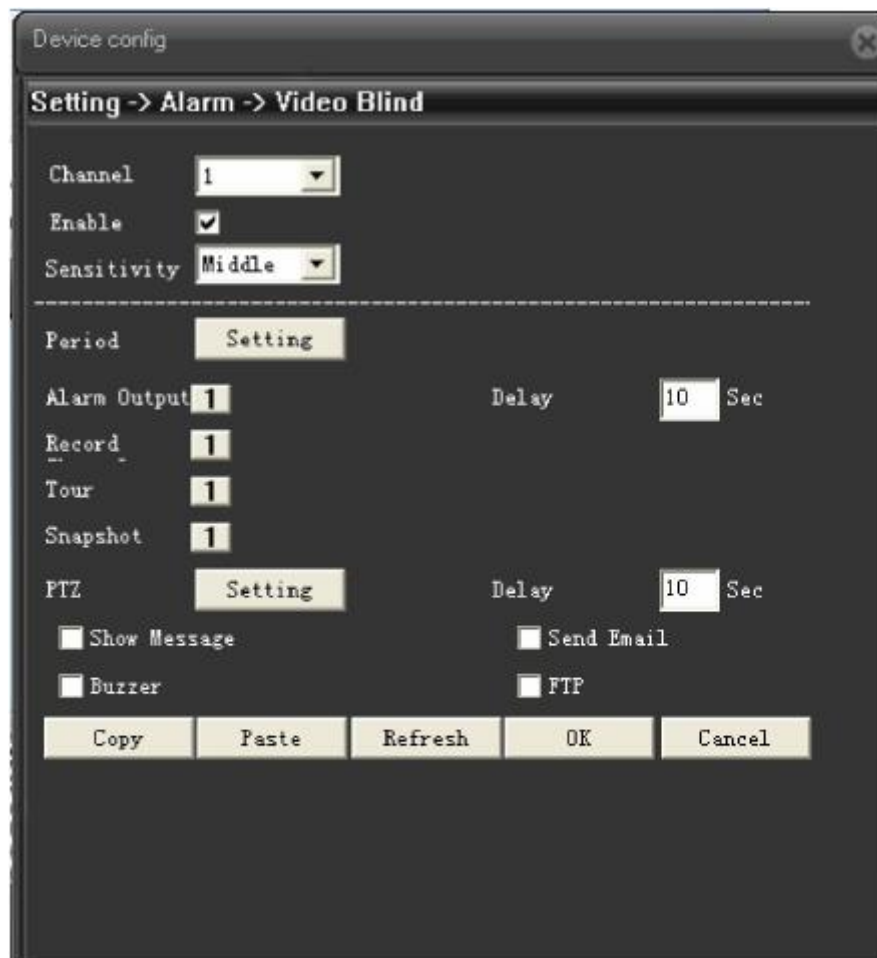 Device config
Setting -> Alarm -> Video Blind
Channel 1
Enable
Sensitivity Middle
Period Setting
Alarm Output 1 Delay 10 Sec
Record 1
Tour 1
Snapshot 1
PTZ Setting Delay 10 Sec
Show Message Send Email
Buzzer FTP
Copy Paste Refresh OK Cancel